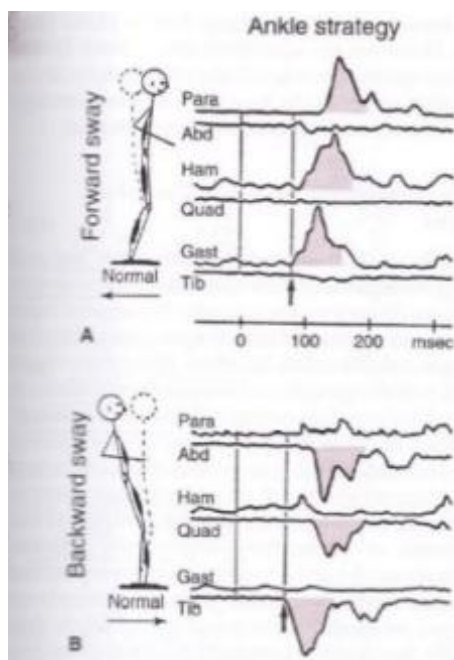 Ankle strategy
Forward sway
Para
Abd
Ham
Quad
Gast
Tib
Normal
A
0 100 200 msec
Backward sway
Para
Abd
Ham
Quad
Gast
Tib
Normal
B